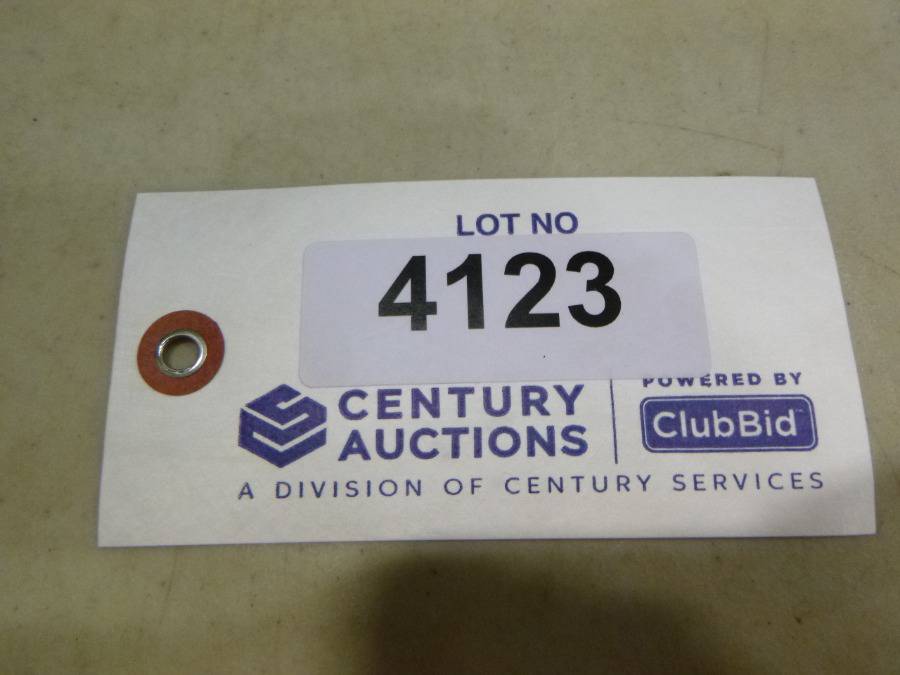 LOT NO
4123
CENTURY
AUCTIONS
POWERED BY
ClubBid™
A DIVISION OF CENTURY SERVICES